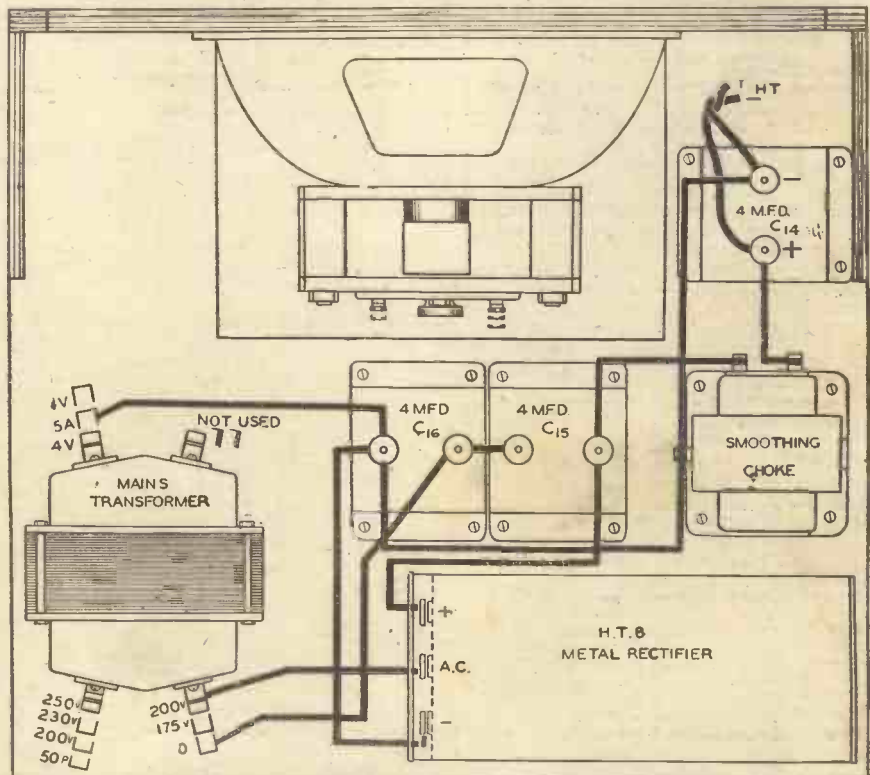 + HT
−
−
4 MFD.
C14
+
4V
5A
4V
NOT USED
MAINS
TRANSFORMER
4 MFD
C16
4 MFD.
C15
SMOOTHING
CHOKE
+
A.C.
−
H.T.8
METAL RECTIFIER
250V
230V
200V
50P
200V
175V
0